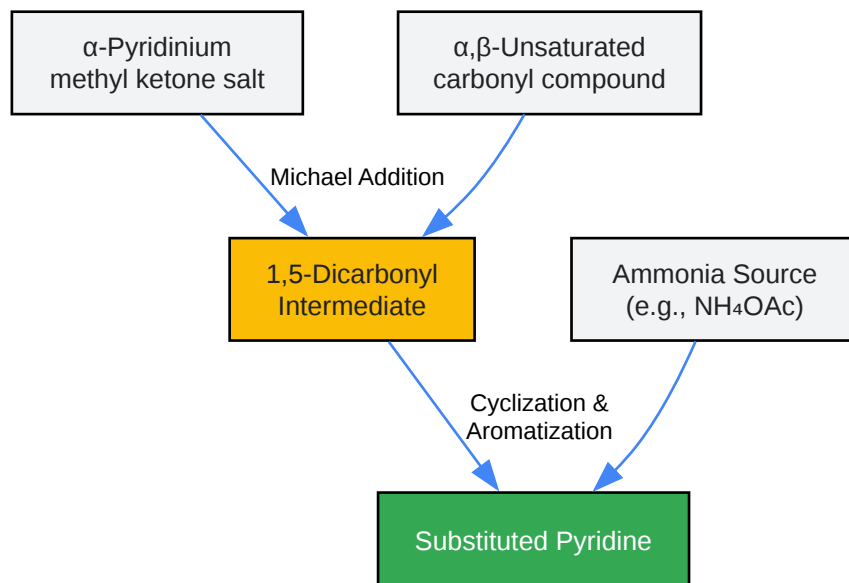 α-Pyridinium
methyl ketone salt
α,β-Unsaturated
carbonyl compound
Michael Addition
1,5-Dicarbonyl
Intermediate
Ammonia Source
(e.g., NH₄OAc)
Cyclization &
Aromatization
Substituted Pyridine